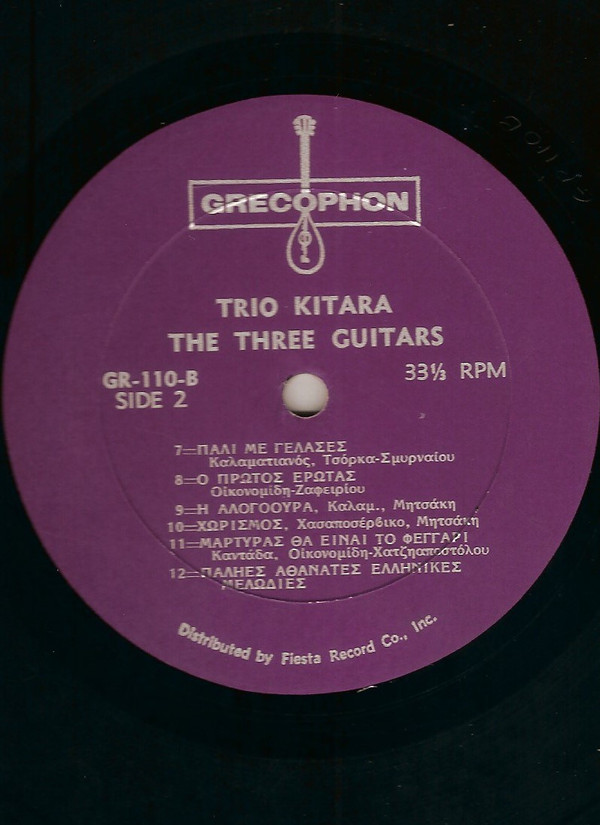 GRECOPHON
TRIO KITARA
THE THREE GUITARS
GR-110-B
SIDE 2
33⅓ RPM
7—ΠΑΛΙ ΜΕ ΓΕΛΑΣΕΣ
Καλαματιανός, Τσόρκα-Σμυρναίου
8—Ο ΠΡΩΤΟΣ ΕΡΩΤΑΣ
Οἰκονομίδη-Ζαφειρίου
9—Η ΑΛΟΓΟΟΥΡΑ, Καλαμ., Μητσάκη
10—ΧΩΡΙΣΜΟΣ, Χασαποσέρβικο, Μητσάκη
11—ΜΑΡΤΥΡΑΣ ΘΑ ΕΙΝΑΙ ΤΟ ΦΕΓΓΑΡΙ
Καντάδα, Οἰκονομίδη-Χατζηαποστόλου
12—ΠΑΛΗΕΣ ΑΘΑΝΑΤΕΣ ΕΛΛΗΝΙΚΕΣ
ΜΕΛΩΔΙΕΣ
Distributed by Fiesta Record Co., Inc.